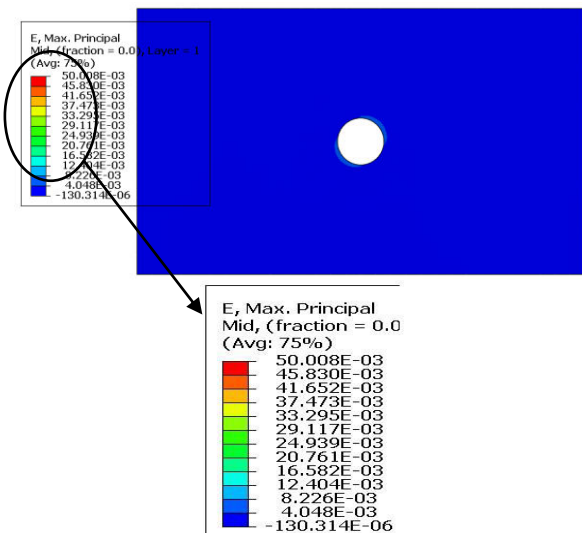 E, Max. Principal
Mid, (fraction = 0.0), Layer = 1
(Avg: 75%)
50.008E-03
45.830E-03
41.652E-03
37.473E-03
33.295E-03
29.117E-03
24.939E-03
20.761E-03
16.582E-03
12.404E-03
8.226E-03
4.048E-03
-130.314E-06
E, Max. Principal
Mid, (fraction = 0.0
(Avg: 75%)
50.008E-03
45.830E-03
41.652E-03
37.473E-03
33.295E-03
29.117E-03
24.939E-03
20.761E-03
16.582E-03
12.404E-03
8.226E-03
4.048E-03
-130.314E-06